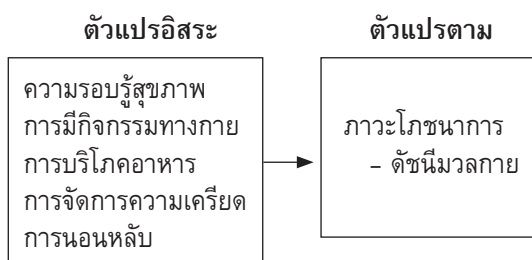 ตัวแปรอิสระ
ความรอบรู้สุขภาพ
การมีกิจกรรมทางกาย
การบริโภคอาหาร
การจัดการความเครียด
การนอนหลับ
ตัวแปรตาม
ภาวะโภชนาการ
– ดัชนีมวลกาย